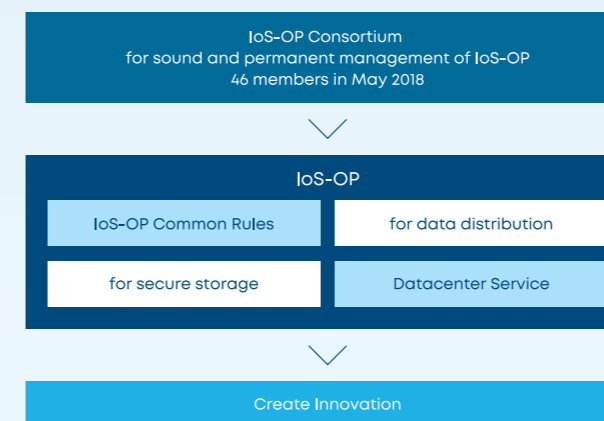 IoS-OP Consortium
for sound and permanent management of IoS-OP
46 members in May 2018
IoS-OP
IoS-OP Common Rules
for data distribution
for secure storage
Datacenter Service
Create Innovation